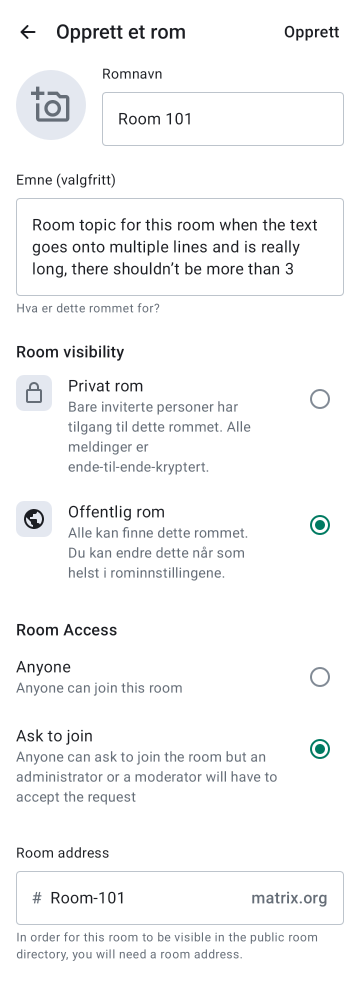 Opprett et rom
Opprett
Romnavn
Room 101
Emne (valgfritt)
Room topic for this room when the text
goes onto multiple lines and is really
long, there shouldn’t be more than 3
Hva er dette rommet for?
Room visibility
Privat rom
Bare inviterte personer har
tilgang til dette rommet. Alle
meldinger er
ende-til-ende-kryptert.
Offentlig rom
Alle kan finne dette rommet.
Du kan endre dette når som
helst i rominnstillingene.
Room Access
Anyone
Anyone can join this room
Ask to join
Anyone can ask to join the room but an
administrator or a moderator will have to
accept the request
Room address
# Room-101 matrix.org
In order for this room to be visible in the public room
directory, you will need a room address.